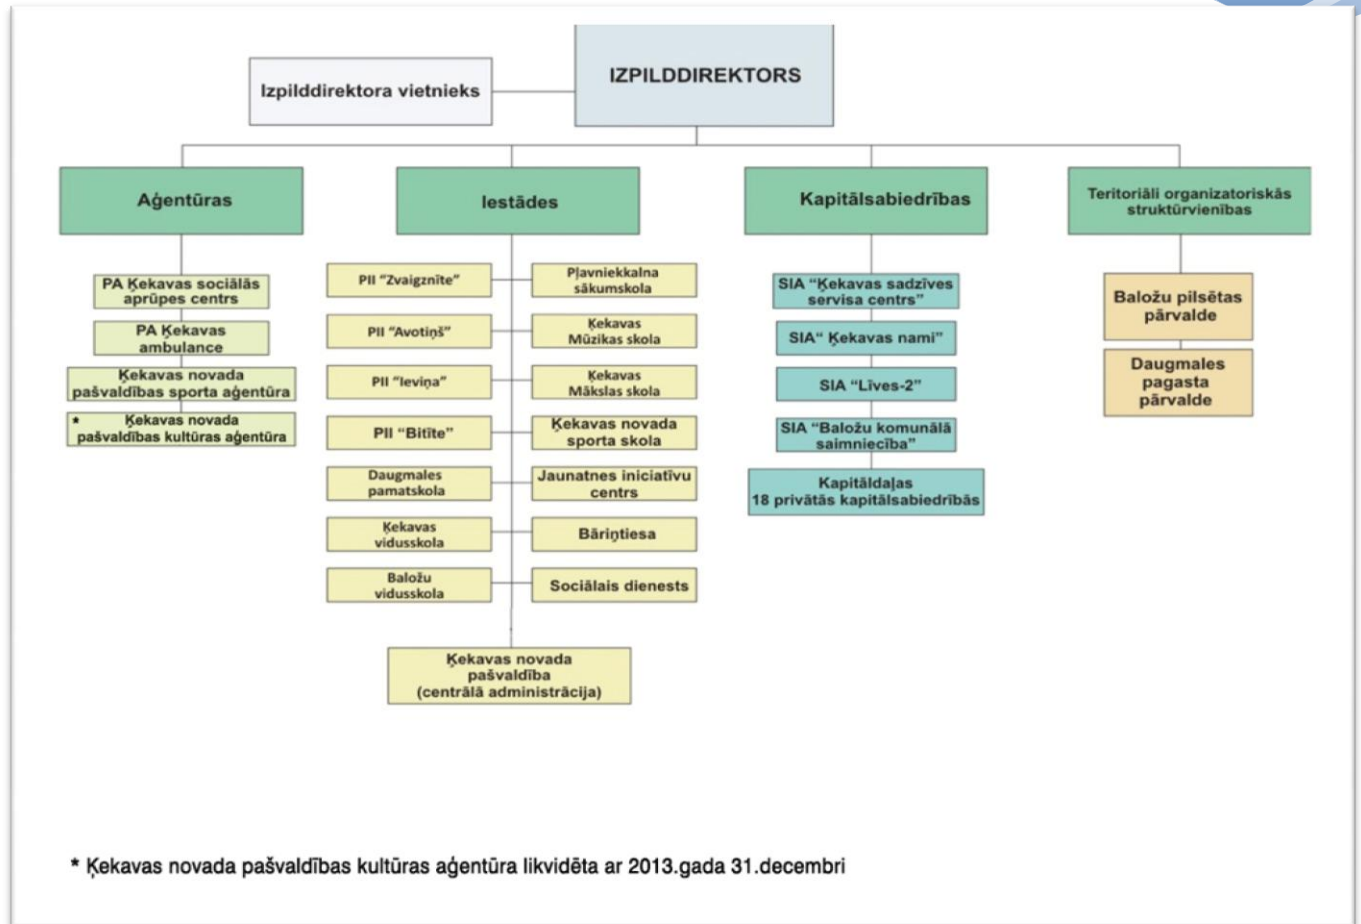 IZPILDDIREKTORS
Izpilddirektora vietnieks
Aģentūras
PA Ķekavas sociālās
aprūpes centrs
PA Ķekavas
ambulance
Ķekavas novada
pašvaldības sporta aģentūra
* Ķekavas novada
pašvaldības kultūras aģentūra
Iestādes
PII "Zvaigznīte"
PII "Avotiņš"
PII "Ieviņa"
PII "Bitīte"
Daugmales
pamatskola
Ķekavas
vidusskola
Baložu
vidusskola
Pļavniekkalna
sākumskola
Ķekavas
Mūzikas skola
Ķekavas
Mākslas skola
Ķekavas novada
sporta skola
Jaunatnes iniciatīvu
centrs
Bāriņtiesa
Sociālais dienests
Ķekavas novada
pašvaldība
(centrālā administrācija)
Kapitālsabiedrības
SIA "Ķekavas sadzīves
servisa centrs"
SIA" Ķekavas nami"
SIA "Līves-2"
SIA "Baložu komunālā
saimniecība"
Kapitāldaļas
18 privātās kapitālsabiedrībās
Teritoriāli organizatoriskās
struktūrvienības
Baložu pilsētas
pārvalde
Daugmales
pagasta
pārvalde
* Ķekavas novada pašvaldības kultūras aģentūra likvidēta ar 2013.gada 31.decembri